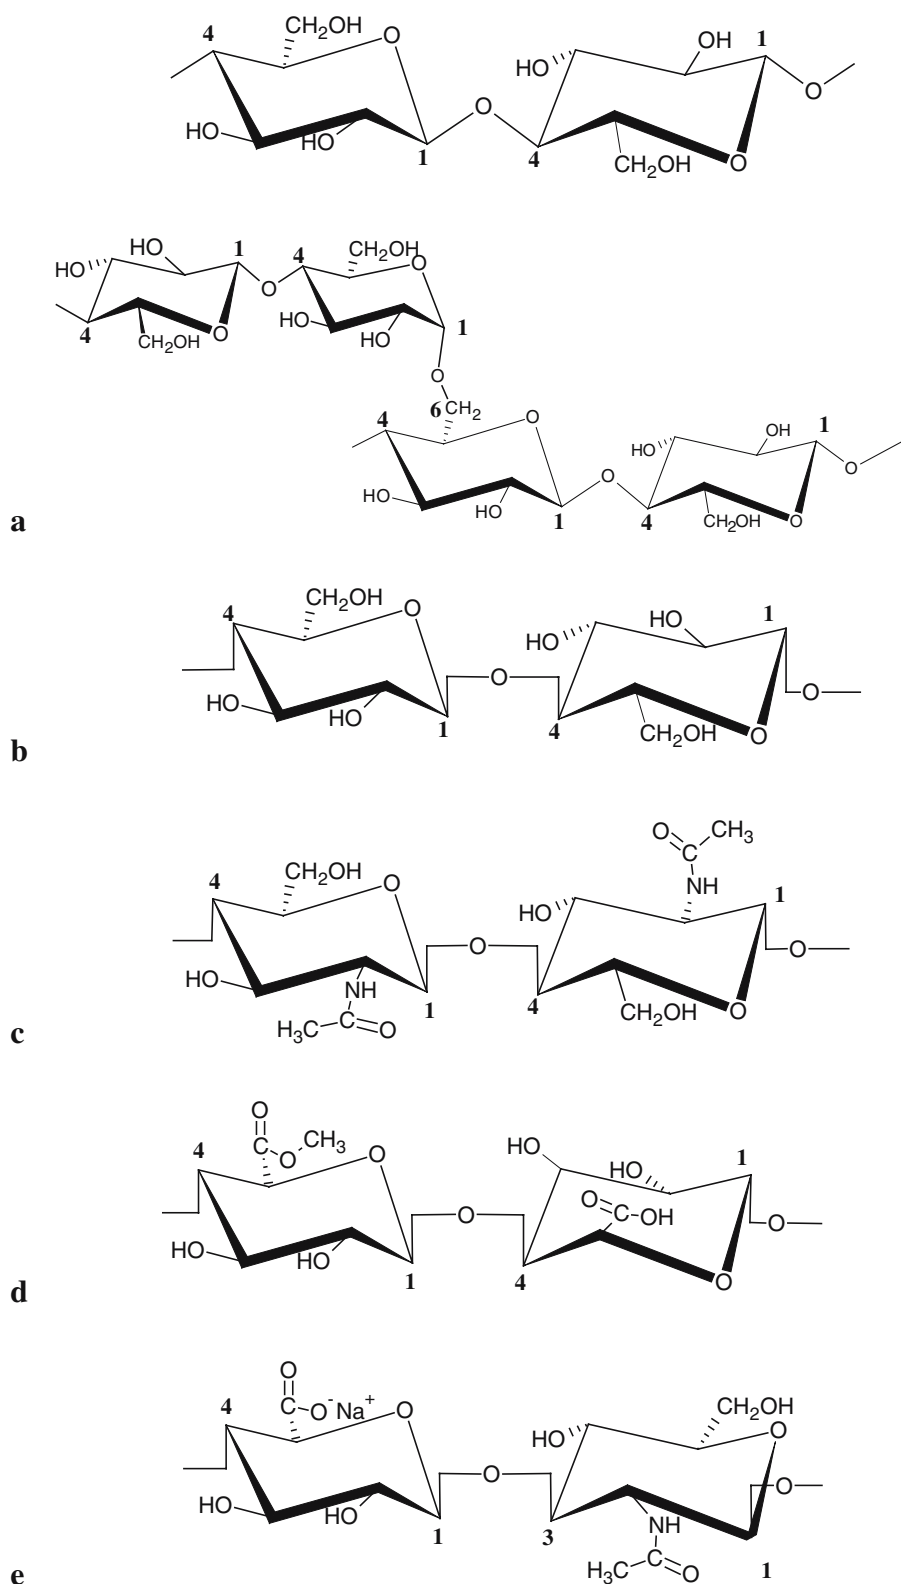 4 CH₂OH O OH 1
HO O
HO HO O
1 4 CH₂OH O
HO 1 4 CH₂OH
HO O O
4 CH₂OH O HO HO 1
O
6 CH₂
4 O HO OH 1
O
HO HO O
1 4 CH₂OH O
a
4 CH₂OH O HO HO 1
HO HO O O
1 4 CH₂OH O
b
O C CH₃
4 CH₂OH O HO NH 1
HO NH O O
H₃C C O 1 4 CH₂OH O
c
O
C O CH₃ HO
4 O HO 1
O C OH
HO HO O O
1 4 O
d
O
C O⁻Na⁺ CH₂OH
4 O HO O
HO HO O O
1 3 NH
H₃C C O 1
e